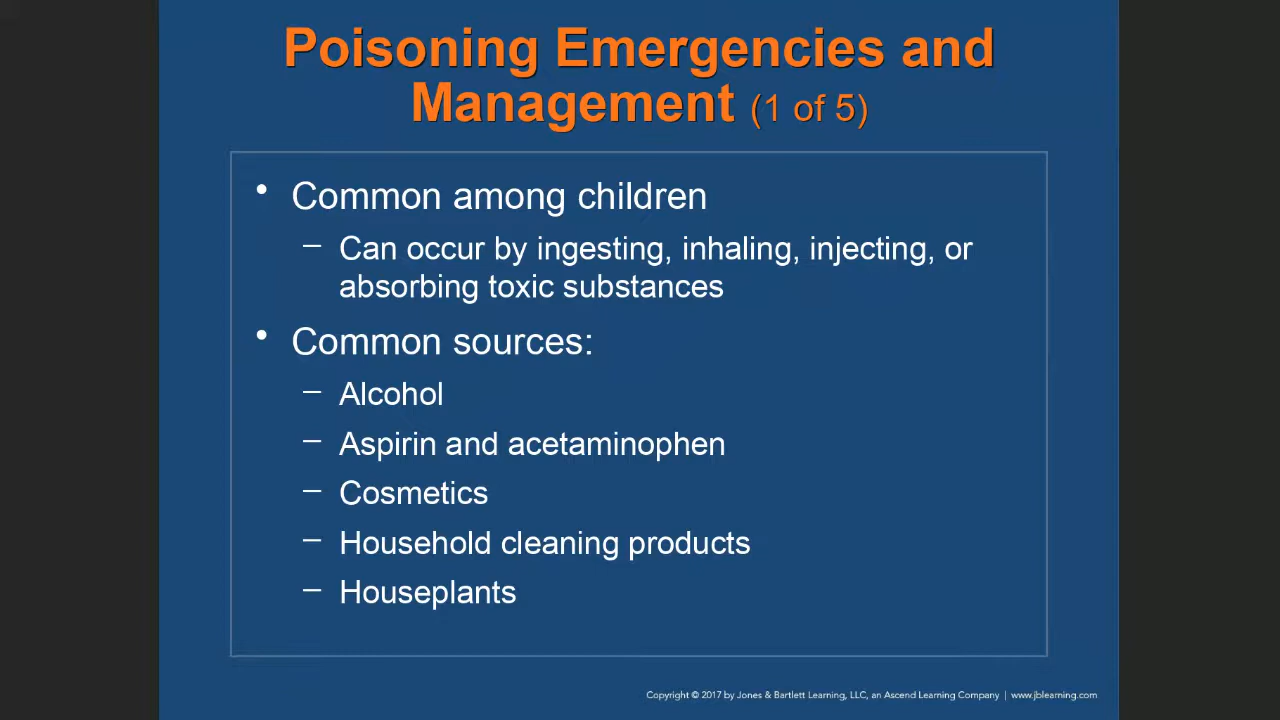 Poisoning Emergencies and
Management (1 of 5)
• Common among children
– Can occur by ingesting, inhaling, injecting, or
absorbing toxic substances
• Common sources:
– Alcohol
– Aspirin and acetaminophen
– Cosmetics
– Household cleaning products
– Houseplants
Copyright © 2017 by Jones & Bartlett Learning, LLC, an Ascend Learning Company | www.jblearning.com